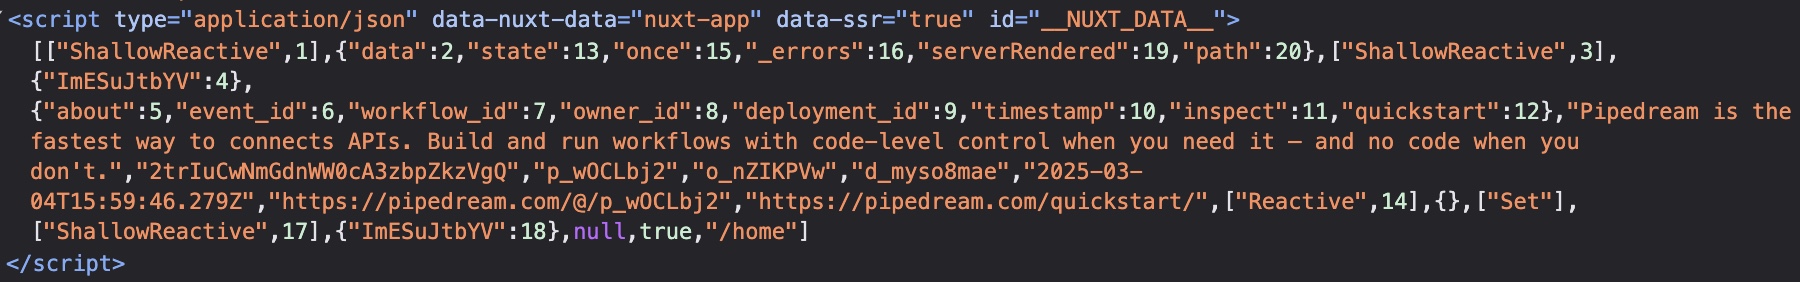 <script type="application/json" data-nuxt-data="nuxt-app" data-ssr="true" id="__NUXT_DATA__">
[["ShallowReactive",1],{"data":2,"state":13,"once":15,"_errors":16,"serverRendered":19,"path":20},["ShallowReactive",3],
{"ImESuJtbYV":4},
{"about":5,"event_id":6,"workflow_id":7,"owner_id":8,"deployment_id":9,"timestamp":10,"inspect":11,"quickstart":12},"Pipedream is the
fastest way to connects APIs. Build and run workflows with code-level control when you need it — and no code when you
don't.","2trIuCwNmGdnWW0cA3zbpZkzVgQ","p_wOCLbj2","o_nZIKPVw","d_myso8mae","2025-03-
04T15:59:46.279Z","https://pipedream.com/@/p_wOCLbj2","https://pipedream.com/quickstart/",["Reactive",14],{},["Set"],
["ShallowReactive",17],{"ImESuJtbYV":18},null,true,"/home"]
</script>